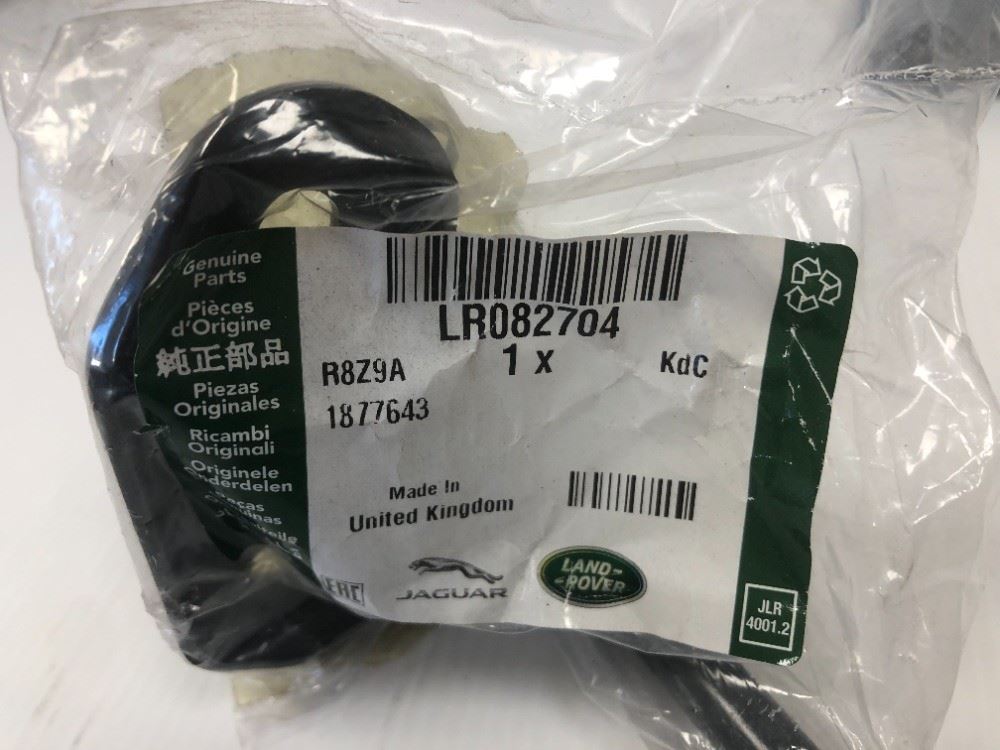 Genuine
Parts
Pièces
d'Origine
純正部品
Piezas
Originales
Ricambi
Originali
Originele
LR082704
1 x
KdC
R8Z9A
1877643
Made In
United Kingdom
EAC
JAGUAR
LAND-
ROVER
JLR
4001.2